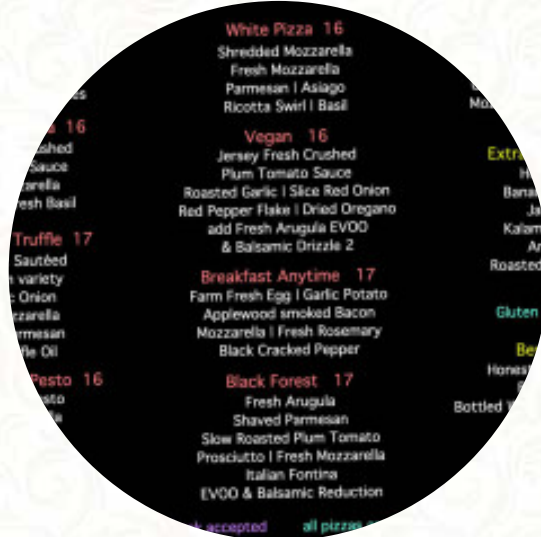 White Pizza 16
Shredded Mozzarella
Fresh Mozzarella
Parmesan | Asiago
Ricotta Swirl | Basil
Vegan 16
Jersey Fresh Crushed
Plum Tomato Sauce
Roasted Garlic | Slice Red Onion
Red Pepper Flake | Dried Oregano
add Fresh Arugula EVOO
& Balsamic Drizzle 2
Breakfast Anytime 17
Farm Fresh Egg | Garlic Potato
Applewood smoked Bacon
Mozzarella | Fresh Rosemary
Black Cracked Pepper
Black Forest 17
Fresh Arugula
Shaved Parmesan
Slow Roasted Plum Tomato
Prosciutto | Fresh Mozzarella
Italian Fontina
EVOO & Balsamic Reduction
accepted all pizzas
16
Sauce
Basil
Truffle 17
Sautéed
variety
Onion
Oil
Pesto 16
Extra
Roasted
Gluten
Bottled